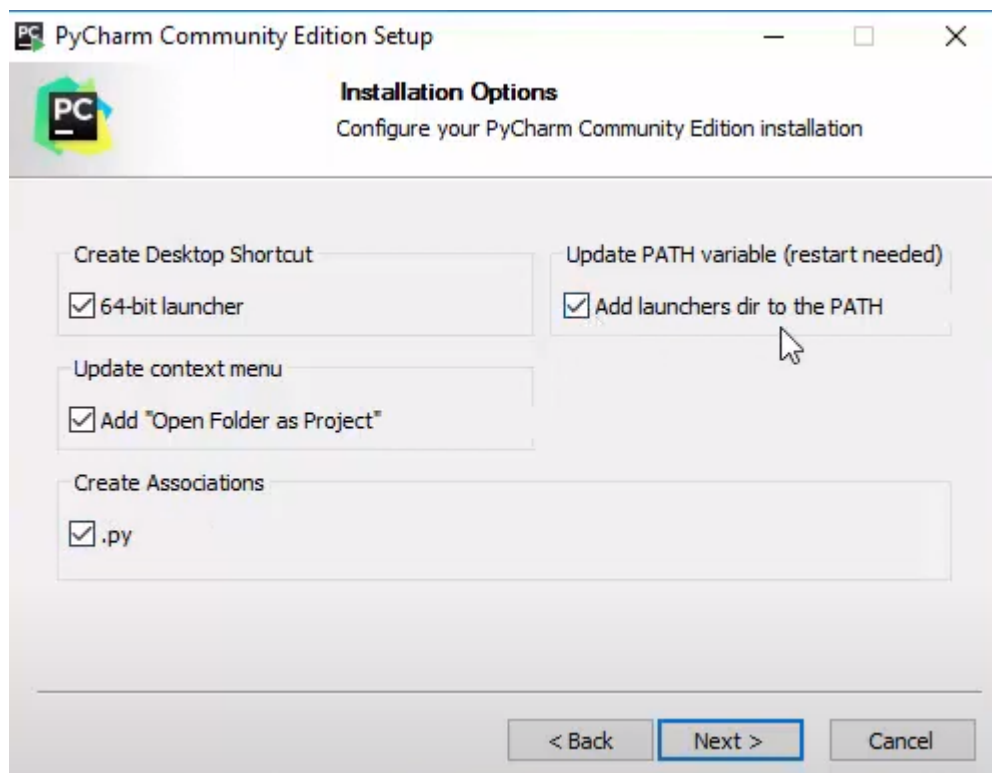 PyCharm Community Edition Setup
PC
Installation Options
Configure your PyCharm Community Edition installation
Create Desktop Shortcut
64-bit launcher
Update PATH variable (restart needed)
Add launchers dir to the PATH
Update context menu
Add "Open Folder as Project"
Create Associations
.py
< Back
Next >
Cancel